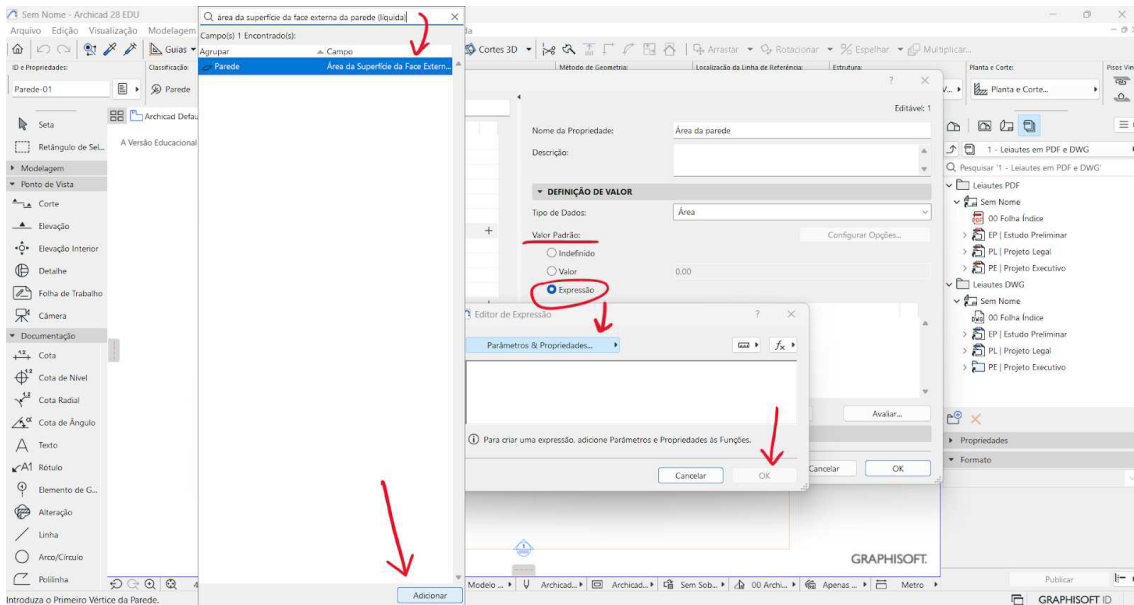 Sem Nome - Archicad 28 EDU
Arquivo Edição Visualização Modelagem
área da superfície da face externa da parede (líquida)
Campo(s) 1 Encontrado(s):
Agrupar Campo
Parede Área da Superfície da Face Extern...
Guias
Cortes 3D
Arrastar Rotacionar Espelhar Multiplicar...
ID e Propriedades: Classificação:
Método de Geometria: Localização da Linha de Referência: Estrutura:
Planta e Corte:
Parede-01
Parede
Planta e Corte...
Archicad Defau
A Versão Educacional
Seta
Retângulo de Sel...
Modelagem
Ponto de Vista
Corte
Elevação
Elevação Interior
Detalhe
Folha de Trabalho
Câmera
Documentação
Cota
Cota de Nível
Cota Radial
Cota de Ângulo
Texto
Rótulo
Elemento de G...
Alteração
Linha
Arco/Círculo
Polilinha
Introduza o Primeiro Vértice da Parede.
Adicionar
Editável: 1
Nome da Propriedade: Área da parede
Descrição:
DEFINIÇÃO DE VALOR
Tipo de Dados: Área
Valor Padrão: Configurar Opções...
Indefinido
Valor 0,00
Expressão
Editor de Expressão
Parâmetros & Propriedades...
Para criar uma expressão, adicione Parâmetros e Propriedades às Funções.
Cancelar OK
Avaliar...
Cancelar OK
GRAPHISOFT.
Modelo ... Archicad... Archicad... Sem Sob... 00 Archi... Apenas ... Metro
1 - Leiautes em PDF e DWG
Pesquisar '1 - Leiautes em PDF e DWG'
Leiautes PDF
Sem Nome
00 Folha Índice
EP | Estudo Preliminar
PL | Projeto Legal
PE | Projeto Executivo
Leiautes DWG
Sem Nome
00 Folha Índice
EP | Estudo Preliminar
PL | Projeto Legal
PE | Projeto Executivo
Propriedades
Formato
Publicar
GRAPHISOFT ID